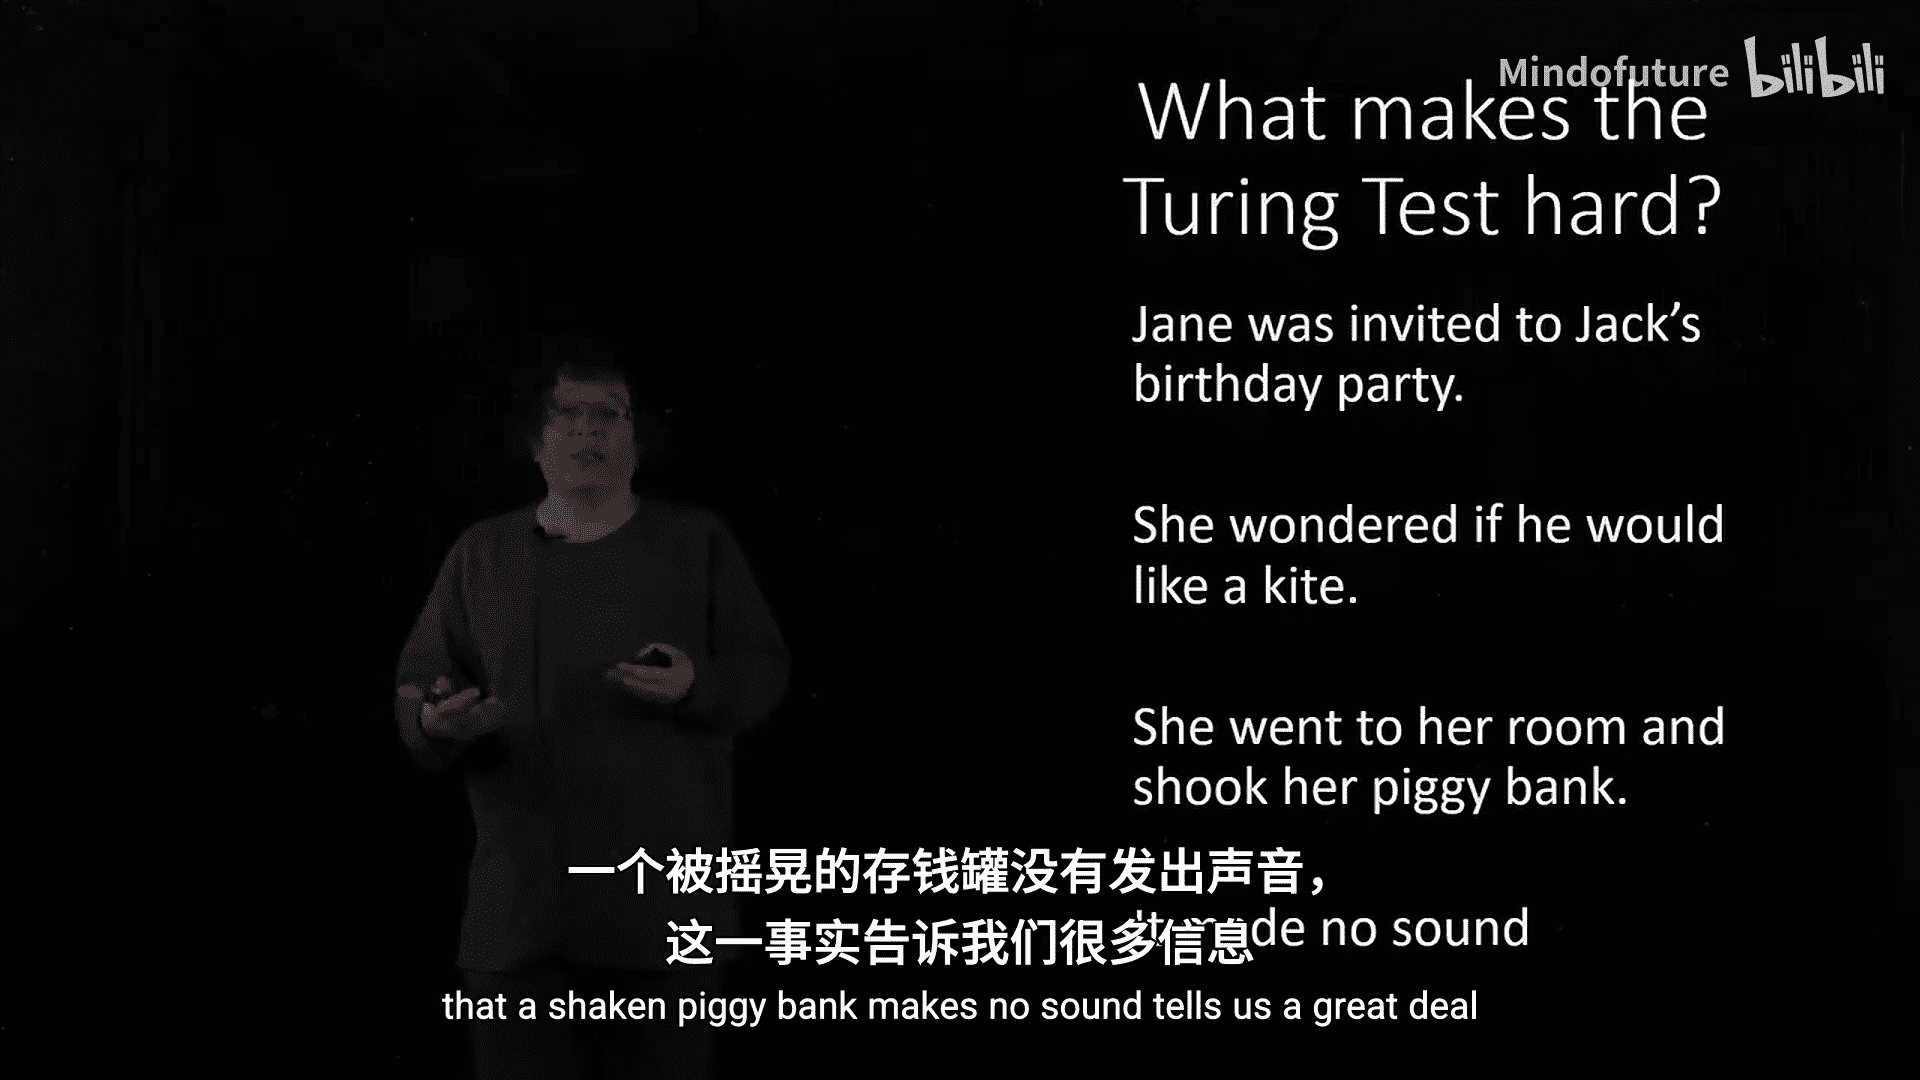 Mindofuture bilibili
What makes the
Turing Test hard?
Jane was invited to Jack's
birthday party.
She wondered if he would
like a kite.
She went to her room and
shook her piggy bank.
made no sound
一个被摇晃的存钱罐没有发出声音，
这一事实告诉我们很多信息
that a shaken piggy bank makes no sound tells us a great deal